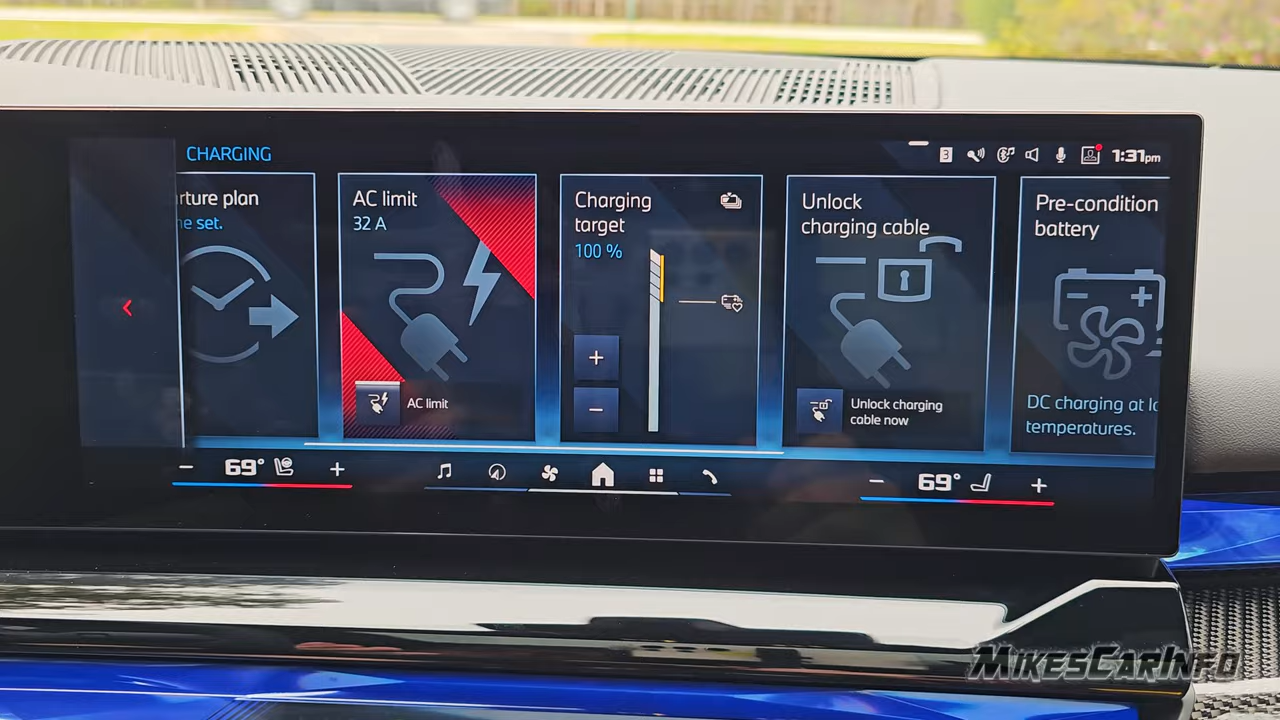 CHARGING
3
1:31pm
rture plan
ne set.
AC limit
32 A
AC limit
Charging
target
100 %
+
−
Unlock
charging cable
Unlock charging
cable now
Pre-condition
battery
DC charging at lo
temperatures.
− 69° +
− 69° +
MIKESCARINFO